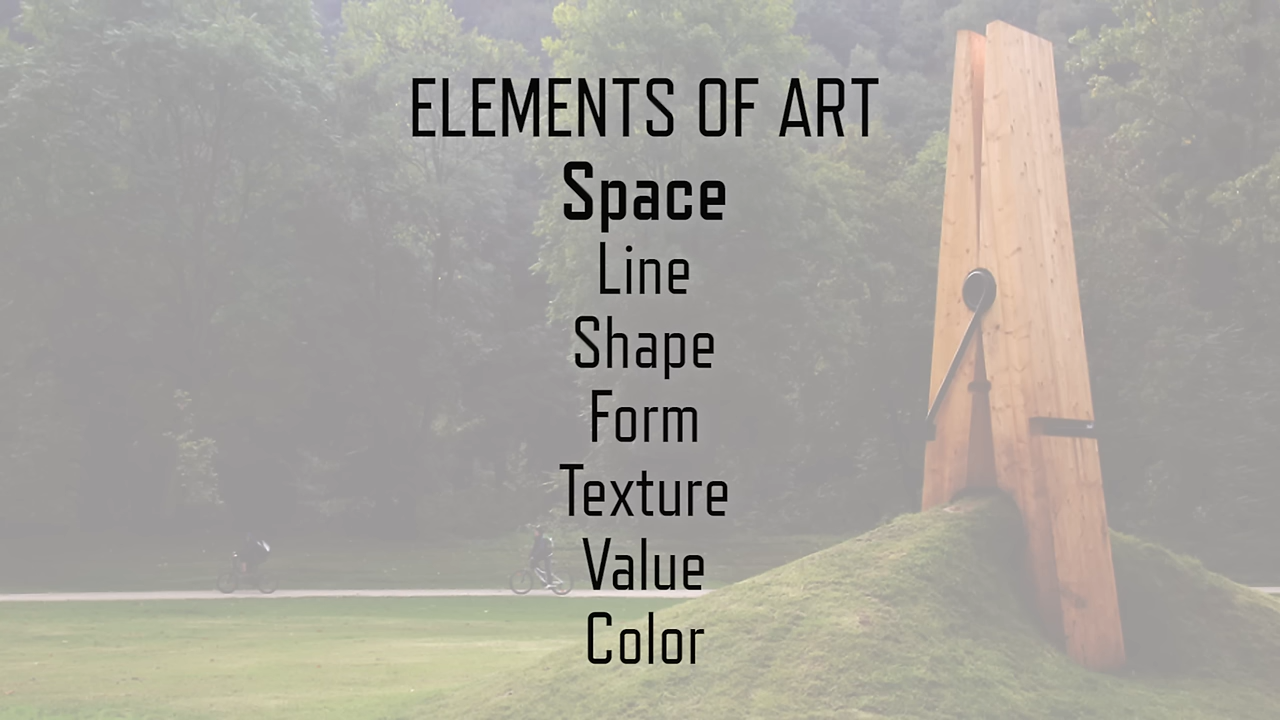 ELEMENTS OF ART
Space
Line
Shape
Form
Texture
Value
Color